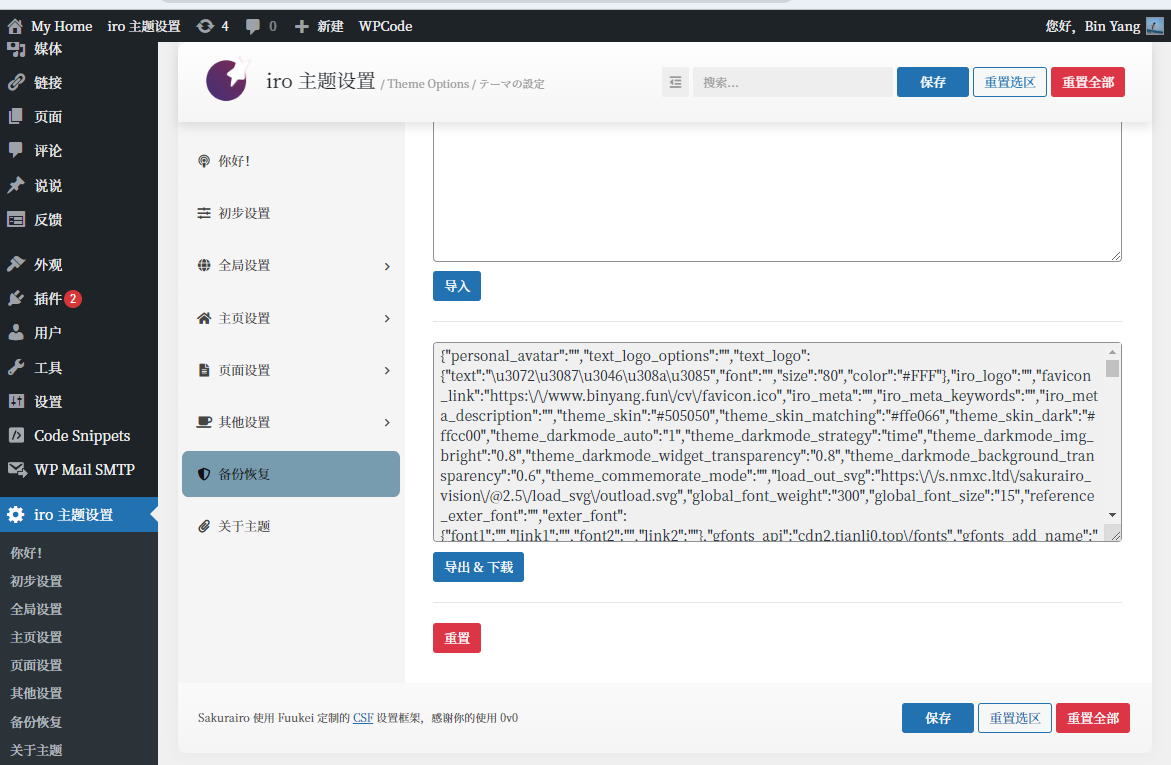 My Home iro 主题设置 4 0 新建 WPCode 您好，Bin Yang
媒体
链接
页面
评论
说说
反馈
外观
插件 2
用户
工具
设置
Code Snippets
WP Mail SMTP
iro 主题设置
你好！
初步设置
全局设置
主页设置
页面设置
其他设置
备份恢复
关于主题
iro 主题设置 / Theme Options / テーマの設定
搜索...
保存
重置选区
重置全部
你好！
初步设置
全局设置
主页设置
页面设置
其他设置
备份恢复
关于主题
导入
{"personal_avatar":"","text_logo_options":"","text_logo":
{"text":"\u3072\u3087\u3046\u308a\u3085","font":"","size":"80","color":"#FFF"},"iro_logo":"","favicon
_link":"https:\/\/www.binyang.fun\/cv\/favicon.ico","iro_meta":"","iro_meta_keywords":"","iro_met
a_description":"","theme_skin":"#505050","theme_skin_matching":"#ffe066","theme_skin_dark":"#
ffcc00","theme_darkmode_auto":"1","theme_darkmode_strategy":"time","theme_darkmode_img_
bright":"0.8","theme_darkmode_widget_transparency":"0.8","theme_darkmode_background_tran
sparency":"0.6","theme_commemorate_mode":"","load_out_svg":"https:\/\/s.nmxc.ltd\/sakurairo_
vision\/@2.5\/load_svg\/outload.svg","global_font_weight":"300","global_font_size":"15","reference
_exter_font":"","exter_font":
{"font1":"","link1":"","font2":"","link2":""},"gfonts_api":"cdn2.tianli0.top\/fonts","gfonts_add_name":"
导出 & 下载
重置
Sakurairo 使用 Fuukei 定制的 CSF 设置框架，感谢你的使用 0v0
保存
重置选区
重置全部